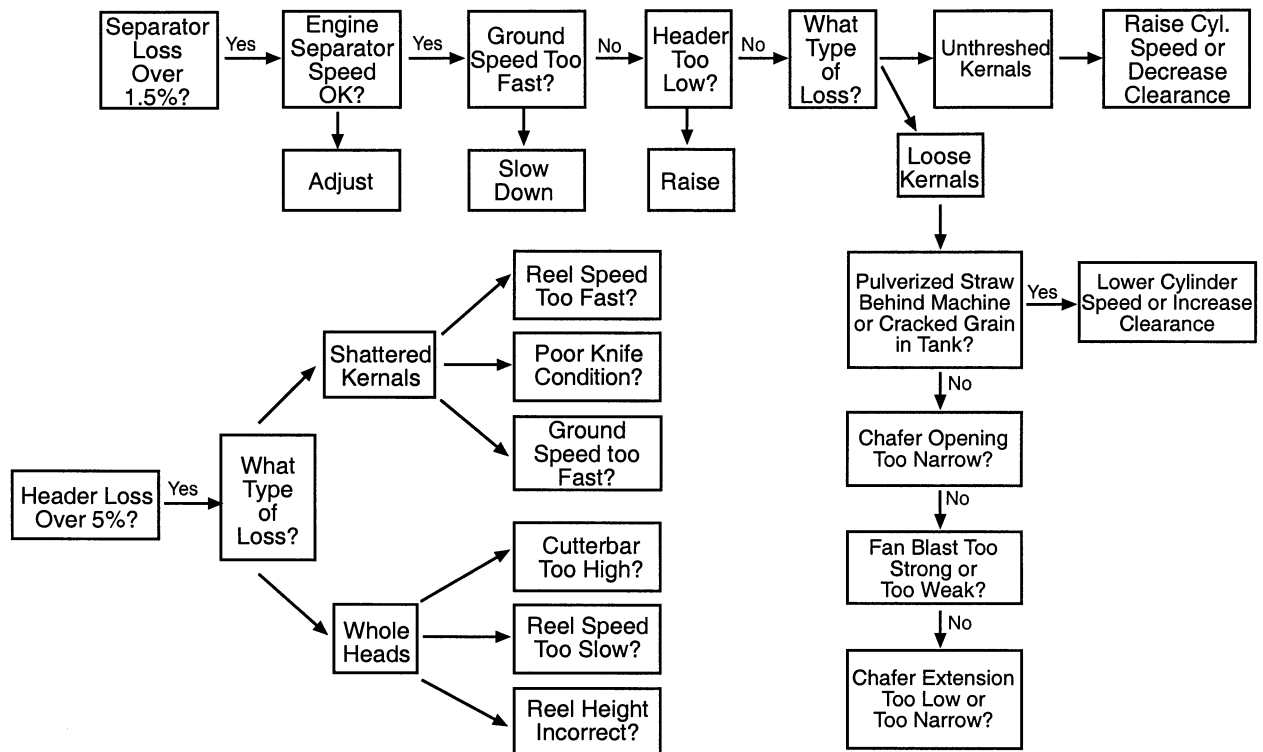 Separator
Loss
Over
1.5%?
Yes
Engine
Separator
Speed
OK?
Yes
Ground
Speed Too
Fast?
No
Header
Too
Low?
No
What
Type
of
Loss?
Unthreshed
Kernals
Raise Cyl.
Speed or
Decrease
Clearance
Adjust
Slow
Down
Raise
Loose
Kernals
Pulverized Straw
Behind Machine
or Cracked Grain
in Tank?
Yes
Lower Cylinder
Speed or Increase
Clearance
No
Chafer Opening
Too Narrow?
No
Fan Blast Too
Strong or
Too Weak?
No
Chafer Extension
Too Low or
Too Narrow?
Header Loss
Over 5%?
Yes
What
Type
of
Loss?
Shattered
Kernals
Reel Speed
Too Fast?
Poor Knife
Condition?
Ground
Speed too
Fast?
Whole
Heads
Cutterbar
Too High?
Reel Speed
Too Slow?
Reel Height
Incorrect?